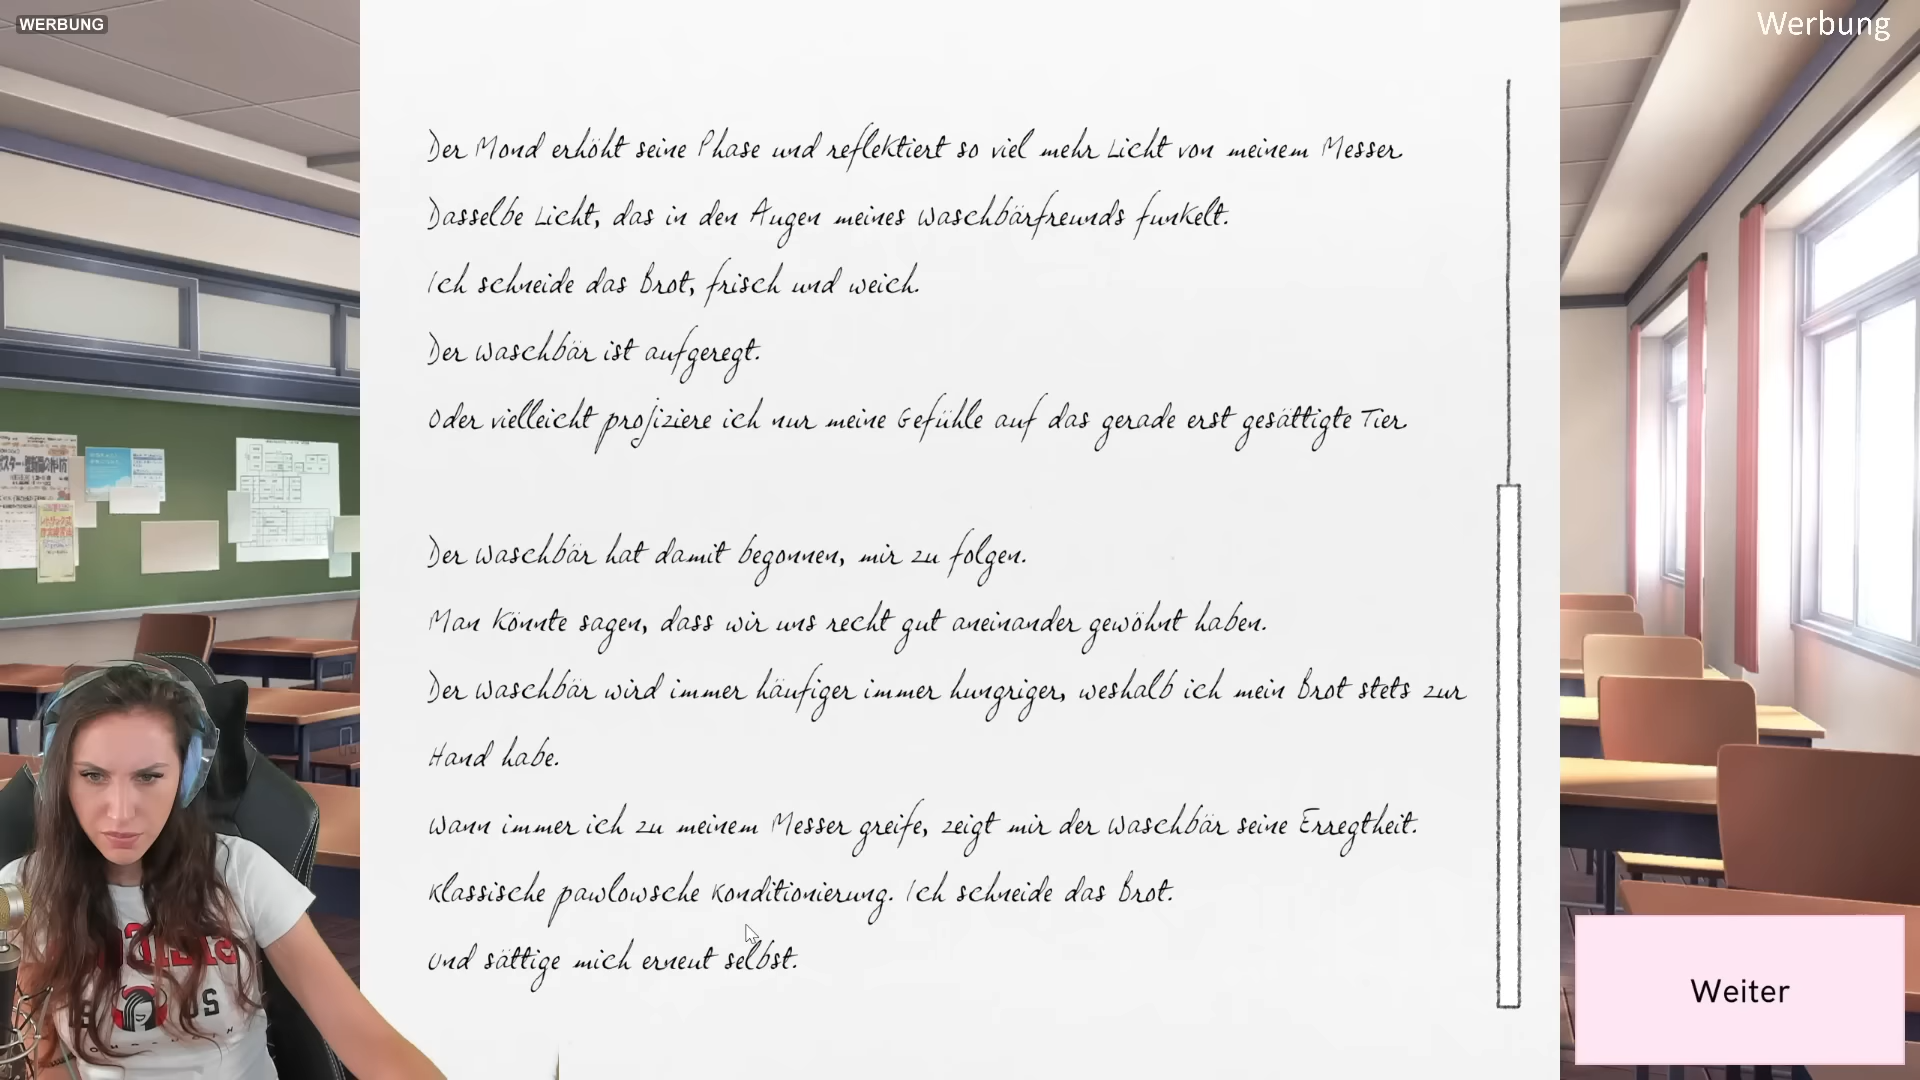 WERBUNG
Werbung
Der Mond erhöht seine Phase und reflektiert so viel mehr Licht von meinem Messer
Dasselbe Licht, das in den Augen meines Waschbärfreunds funkelt.
Ich schneide das Brot, frisch und weich.
Der Waschbär ist aufgeregt.
Oder vielleicht projiziere ich nur meine Gefühle auf das gerade erst gesättigte Tier
Der Waschbär hat damit begonnen, mir zu folgen.
Man könnte sagen, dass wir uns recht gut aneinander gewöhnt haben.
Der Waschbär wird immer häufiger immer hungriger, weshalb ich mein Brot stets zur
Hand habe.
Wann immer ich zu meinem Messer greife, zeigt mir der Waschbär seine Erregtheit.
Klassische pawlowsche Konditionierung. Ich schneide das Brot.
Und sättige mich erneut selbst.
Weiter